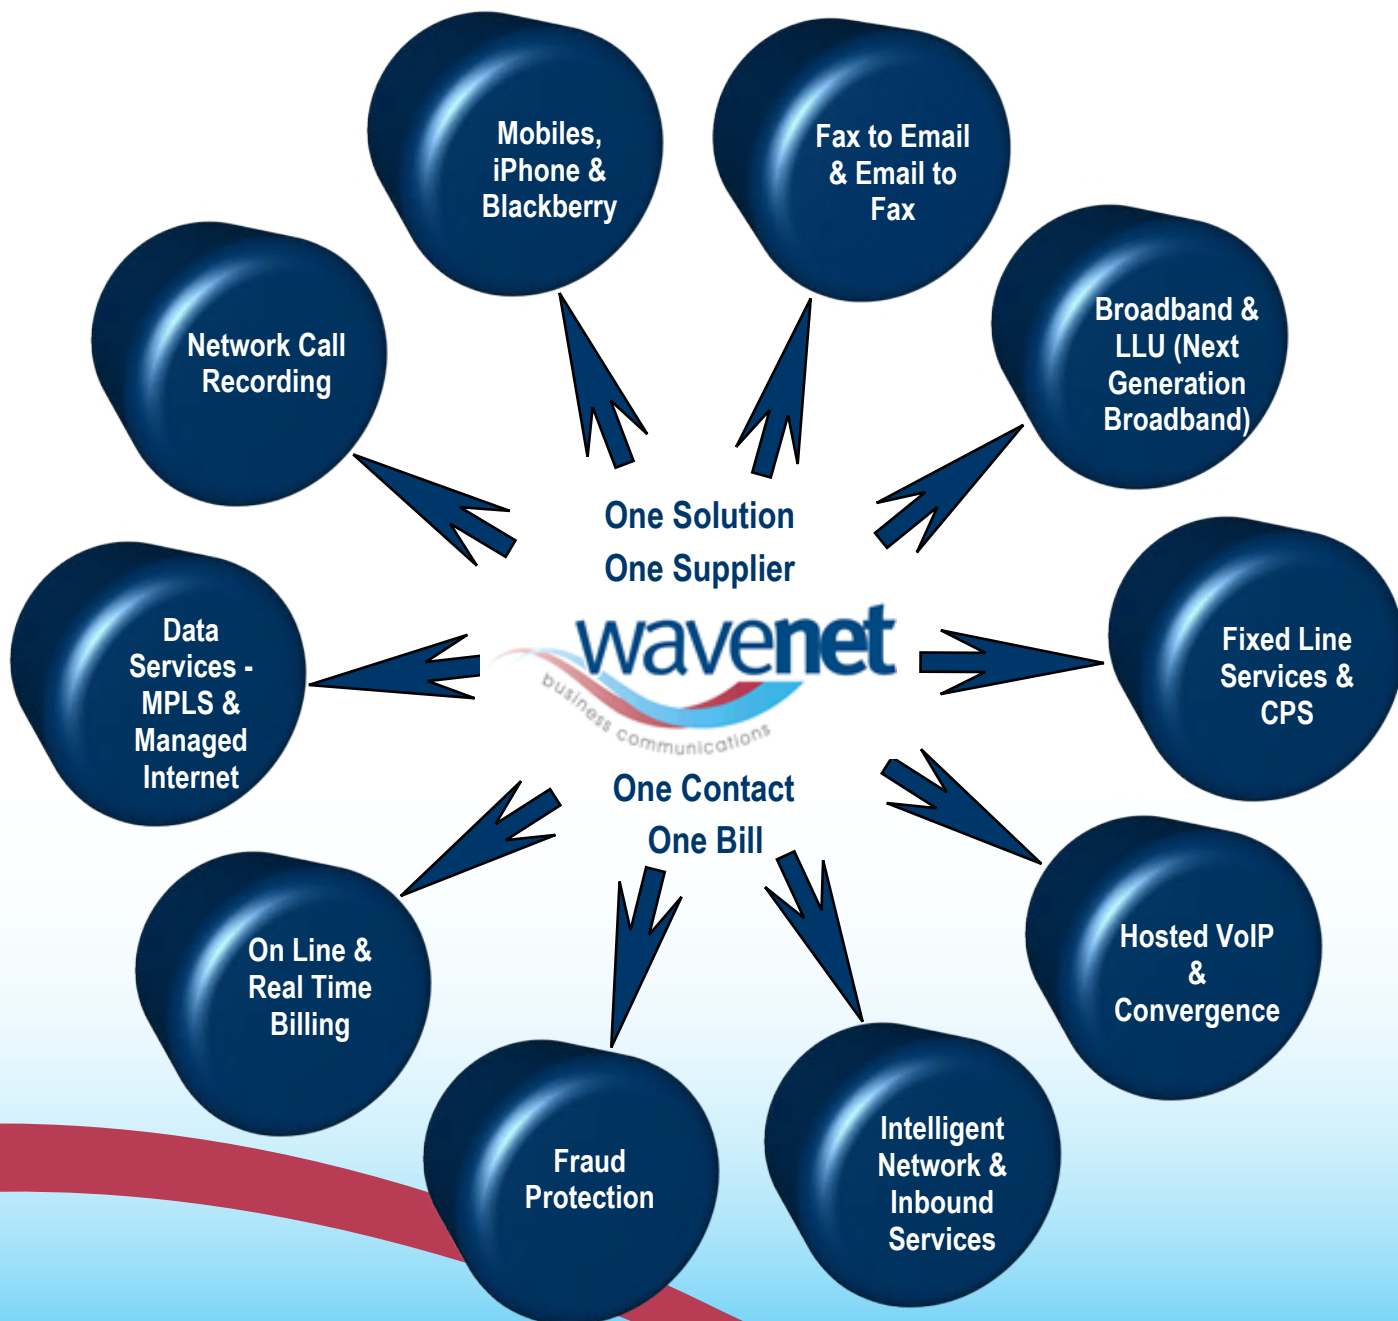 Mobiles,
iPhone &
Blackberry
Fax to Email
& Email to
Fax
Broadband &
LLU (Next
Generation
Broadband)
Network Call
Recording
One Solution
One Supplier
wavenet
business communications
One Contact
One Bill
Fixed Line
Services &
CPS
Data
Services -
MPLS &
Managed
Internet
Hosted VoIP
&
Convergence
On Line &
Real Time
Billing
Intelligent
Network &
Inbound
Services
Fraud
Protection